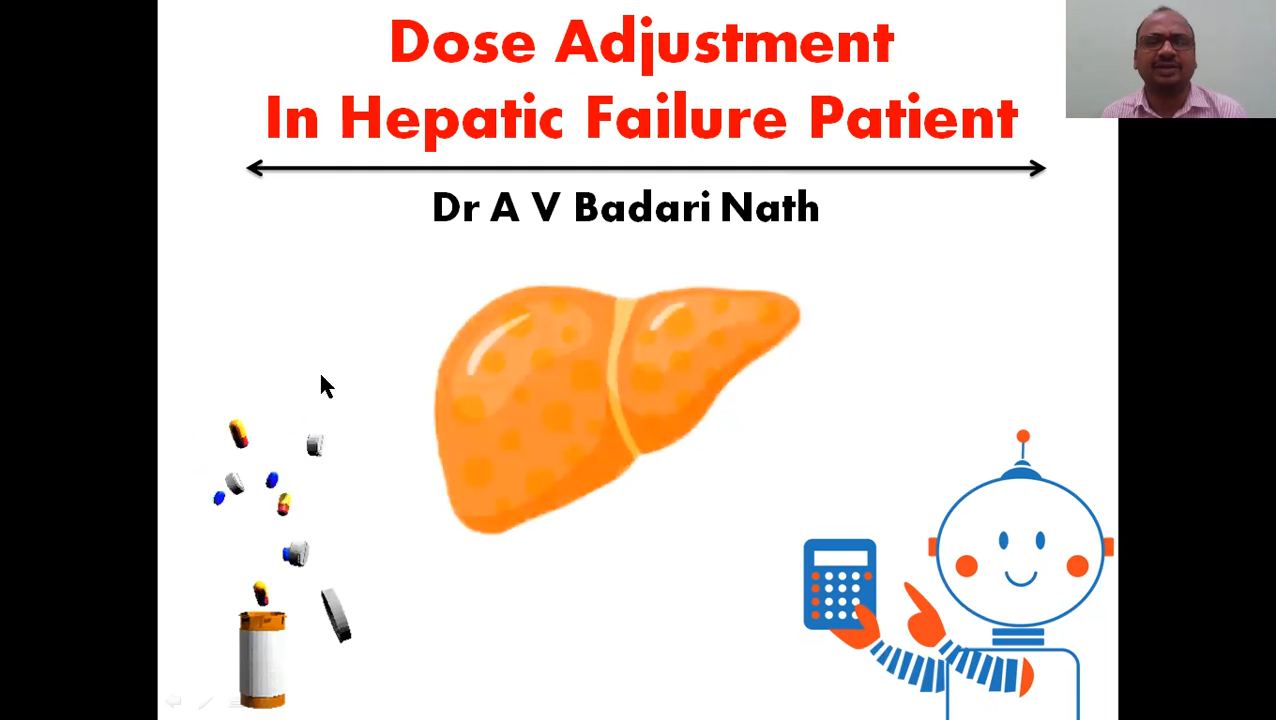 Dose Adjustment
In Hepatic Failure Patient
Dr A V Badari Nath